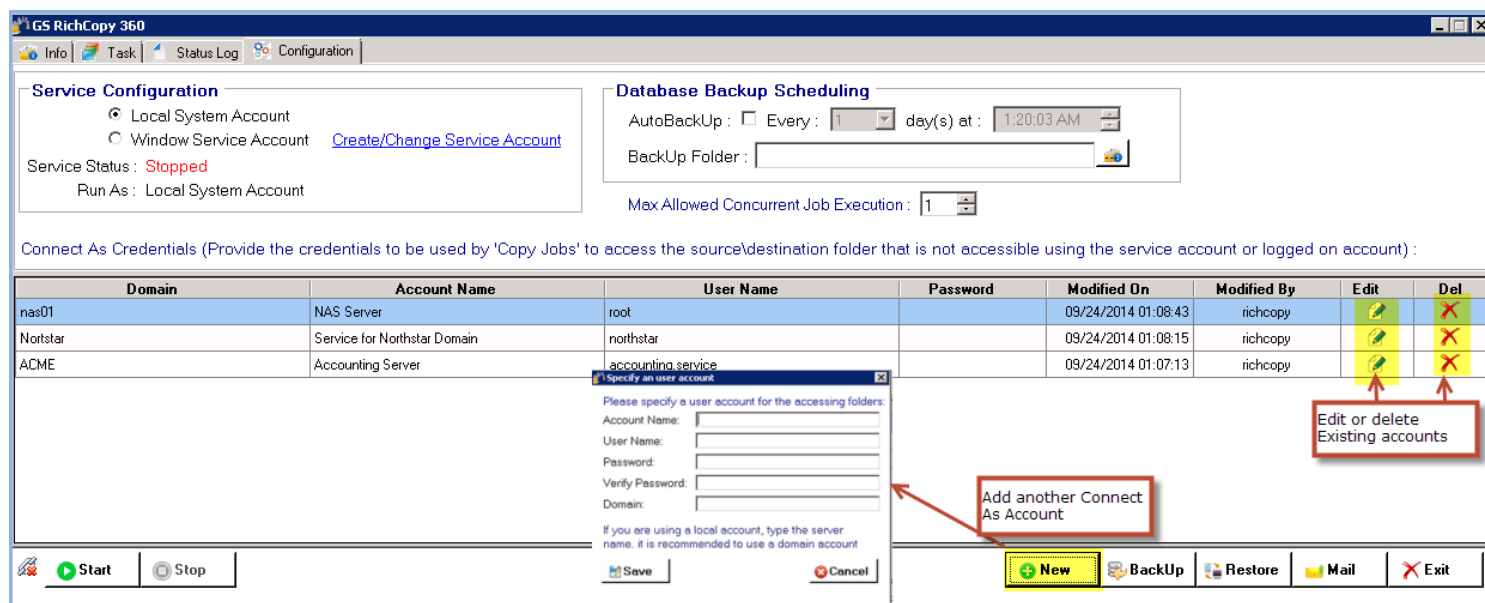 GS RichCopy 360
Info Task Status Log Configuration
Service Configuration
Local System Account
Window Service Account Create/Change Service Account
Service Status : Stopped
Run As : Local System Account
Database Backup Scheduling
AutoBackUp : Every : 1 day(s) at : 1:20:03 AM
BackUp Folder :
Max Allowed Concurrent Job Execution : 1
Connect As Credentials (Provide the credentials to be used by 'Copy Jobs' to access the source\destination folder that is not accessible using the service account or logged on account) :
Domain Account Name User Name Password Modified On Modified By Edit Del
nas01 NAS Server root 09/24/2014 01:08:43 richcopy
Nortstar Service for Northstar Domain northstar 09/24/2014 01:08:15 richcopy
ACME Accounting Server accounting.service 09/24/2014 01:07:13 richcopy
Specify an user account
Please specify a user account for the accessing folders:
Account Name:
User Name:
Password:
Verify Password:
Domain:
If you are using a local account, type the server
name. it is recommended to use a domain account
Save Cancel
Edit or delete
Existing accounts
Add another Connect
As Account
Start Stop New BackUp Restore Mail Exit